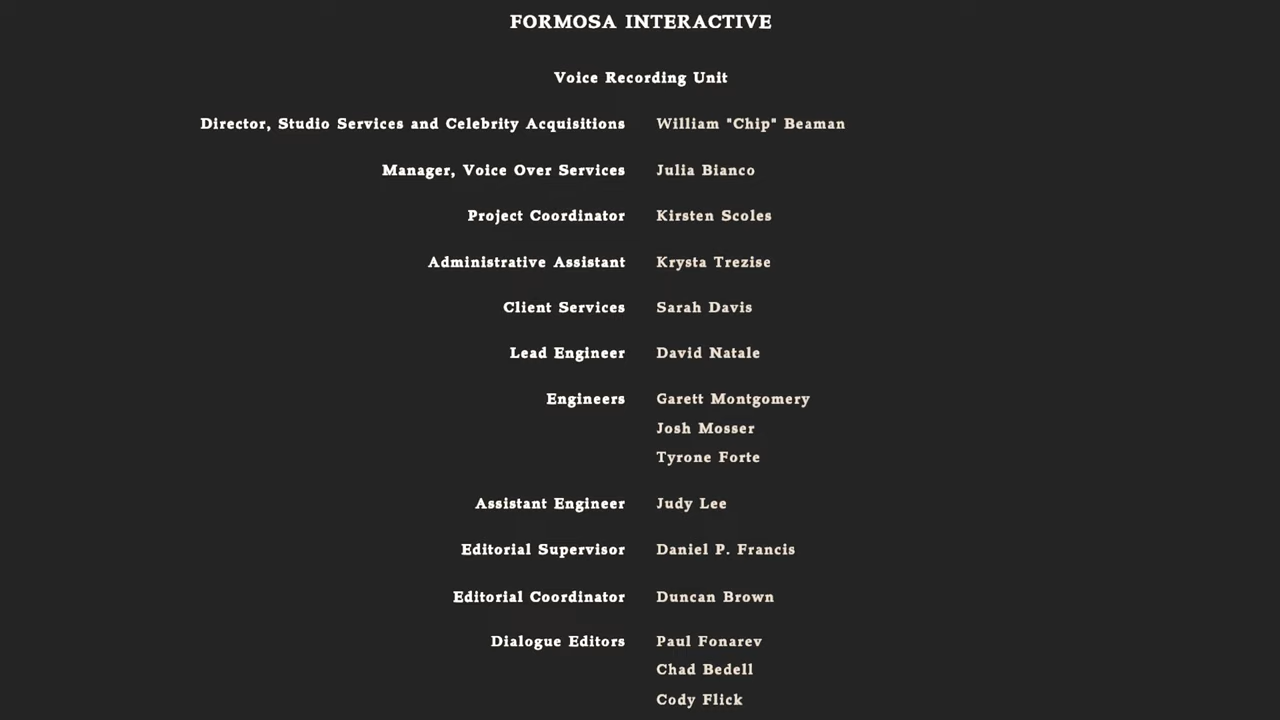 FORMOSA INTERACTIVE
Voice Recording Unit
Director, Studio Services and Celebrity Acquisitions William "Chip" Beaman
Manager, Voice Over Services Julia Bianco
Project Coordinator Kirsten Scoles
Administrative Assistant Krysta Trezise
Client Services Sarah Davis
Lead Engineer David Natale
Engineers Garett Montgomery
Josh Mosser
Tyrone Forte
Assistant Engineer Judy Lee
Editorial Supervisor Daniel P. Francis
Editorial Coordinator Duncan Brown
Dialogue Editors Paul Fonarev
Chad Bedell
Cody Flick